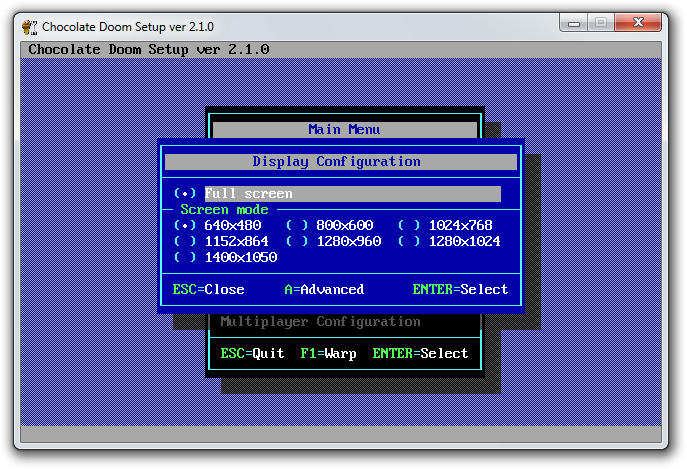 Chocolate Doom Setup ver 2.1.0
Chocolate Doom Setup ver 2.1.0
Main Menu
Display Configuration
(•) Full screen
Screen mode
(•) 640x480 ( ) 800x600 ( ) 1024x768
( ) 1152x864 ( ) 1280x960 ( ) 1280x1024
( ) 1400x1050
ESC=Close A=Advanced ENTER=Select
Multiplayer Configuration
ESC=Quit F1=Warp ENTER=Select